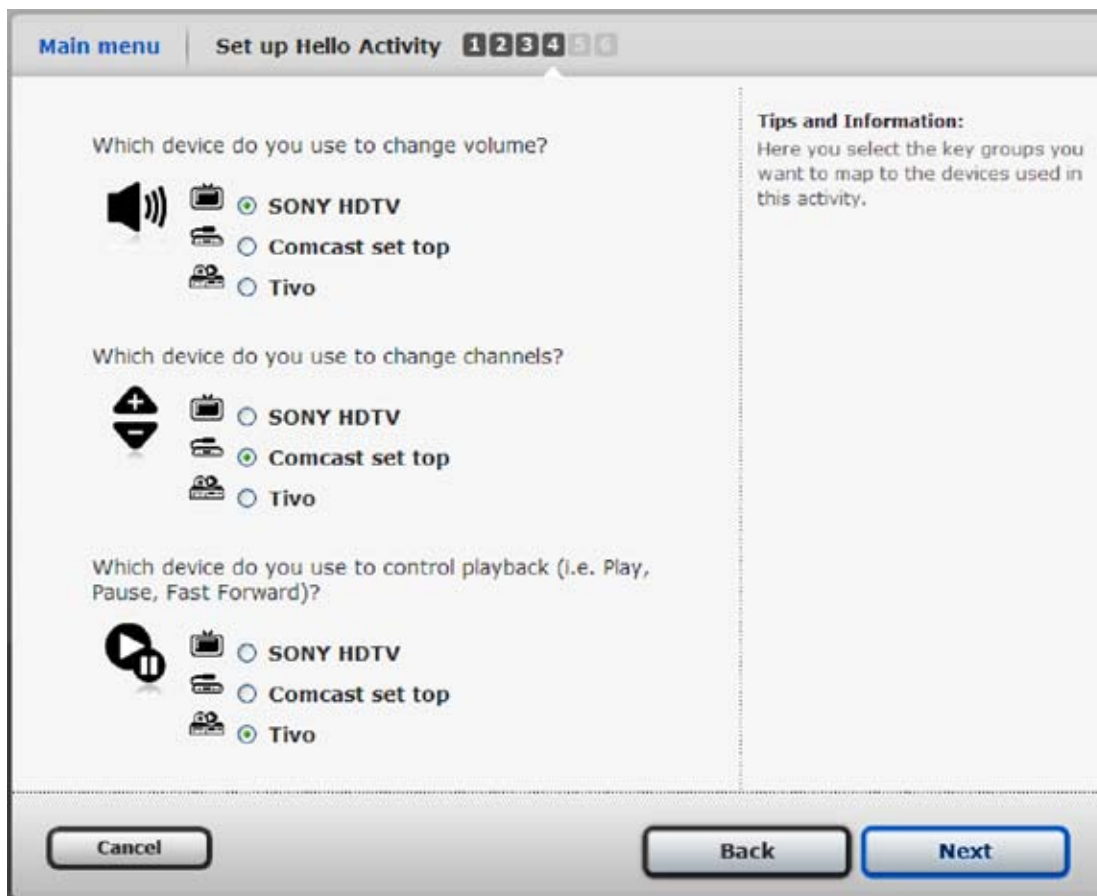 Main menu
Set up Hello Activity 1 2 3 4 5 6
Which device do you use to change volume?
SONY HDTV
Comcast set top
Tivo
Which device do you use to change channels?
SONY HDTV
Comcast set top
Tivo
Which device do you use to control playback (i.e. Play,
Pause, Fast Forward)?
SONY HDTV
Comcast set top
Tivo
Tips and Information:
Here you select the key groups you
want to map to the devices used in
this activity.
Cancel
Back
Next